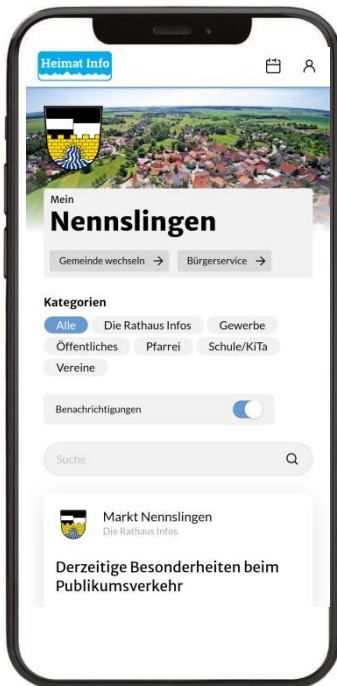 Heimat Info
Mein
Nennslingen
Gemeinde wechseln → Bürgerservice →
Kategorien
Alle Die Rathaus Infos Gewerbe
Öffentliches Pfarrei Schule/KiTa
Vereine
Benachrichtigungen
Suche
Markt Nennslingen
Die Rathaus Infos
Derzeitige Besonderheiten beim
Publikumsverkehr